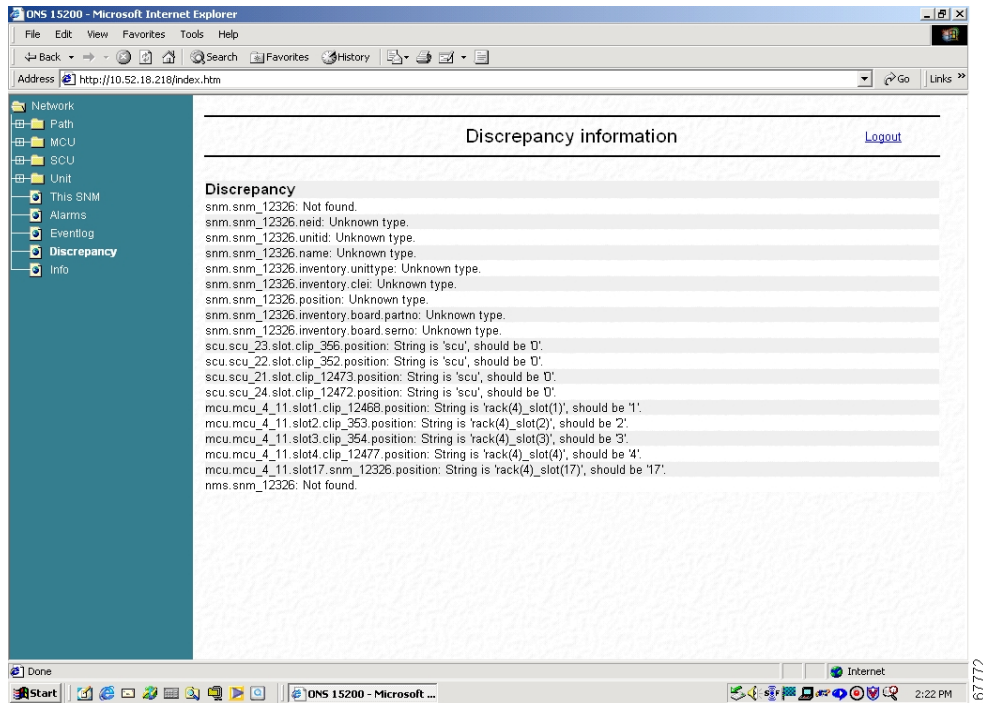 ONS 15200 - Microsoft Internet Explorer
File Edit View Favorites Tools Help
Back Search Favorites History
Address http://10.52.18.218/index.htm Go Links »
Network
Path
MCU
SCU
Unit
This SNM
Alarms
Eventlog
Discrepancy
Info
Discrepancy information Logout
Discrepancy
snm.snm_12326: Not found.
snm.snm_12326.neid: Unknown type.
snm.snm_12326.unitid: Unknown type.
snm.snm_12326.name: Unknown type.
snm.snm_12326.inventory.unittype: Unknown type.
snm.snm_12326.inventory.clei: Unknown type.
snm.snm_12326.position: Unknown type.
snm.snm_12326.inventory.board.partno: Unknown type.
snm.snm_12326.inventory.board.serno: Unknown type.
scu.scu_23.slot.clip_356.position: String is 'scu', should be '0'.
scu.scu_22.slot.clip_352.position: String is 'scu', should be '0'.
scu.scu_21.slot.clip_12473.position: String is 'scu', should be '0'.
scu.scu_24.slot.clip_12472.position: String is 'scu', should be '0'.
mcu.mcu_4_11.slot1.clip_12468.position: String is 'rack(4)_slot(1)', should be '1'.
mcu.mcu_4_11.slot2.clip_353.position: String is 'rack(4)_slot(2)', should be '2'.
mcu.mcu_4_11.slot3.clip_354.position: String is 'rack(4)_slot(3)', should be '3'.
mcu.mcu_4_11.slot4.clip_12477.position: String is 'rack(4)_slot(4)', should be '4'.
mcu.mcu_4_11.slot17.snm_12326.position: String is 'rack(4)_slot(17)', should be '17'.
nms.snm_12326: Not found.
Done Internet
Start ONS 15200 - Microsoft ... 2:22 PM
67772